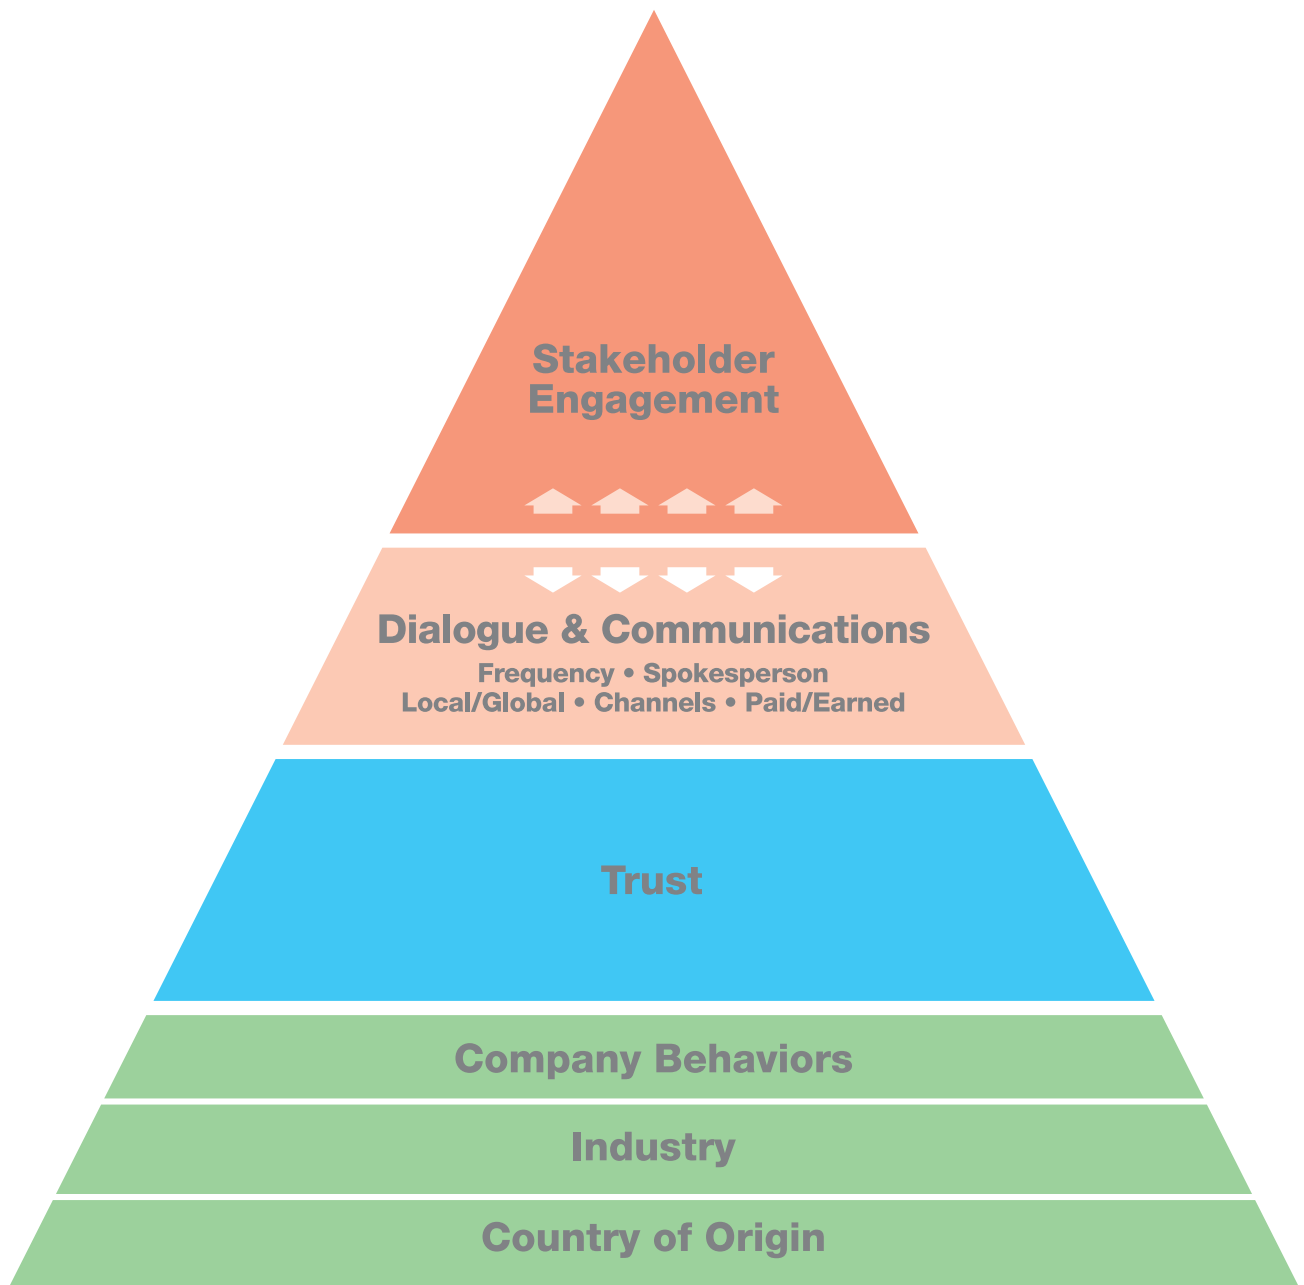 Stakeholder
Engagement
Dialogue & Communications
Frequency • Spokesperson
Local/Global • Channels • Paid/Earned
Trust
Company Behaviors
Industry
Country of Origin